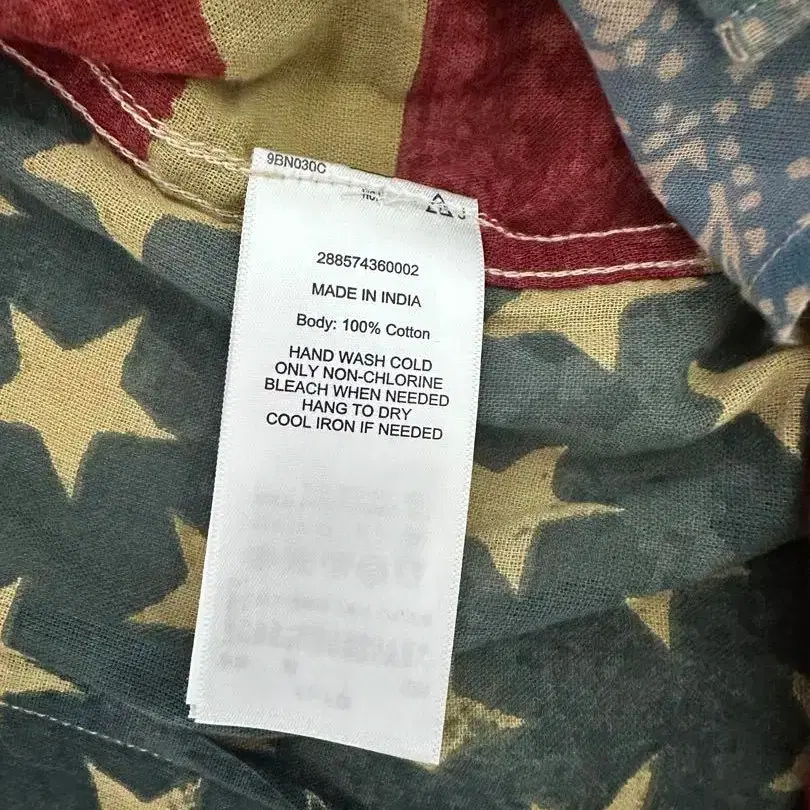 9BN030C
288574360002
MADE IN INDIA
Body: 100% Cotton
HAND WASH COLD
ONLY NON-CHLORINE
BLEACH WHEN NEEDED
HANG TO DRY
COOL IRON IF NEEDED